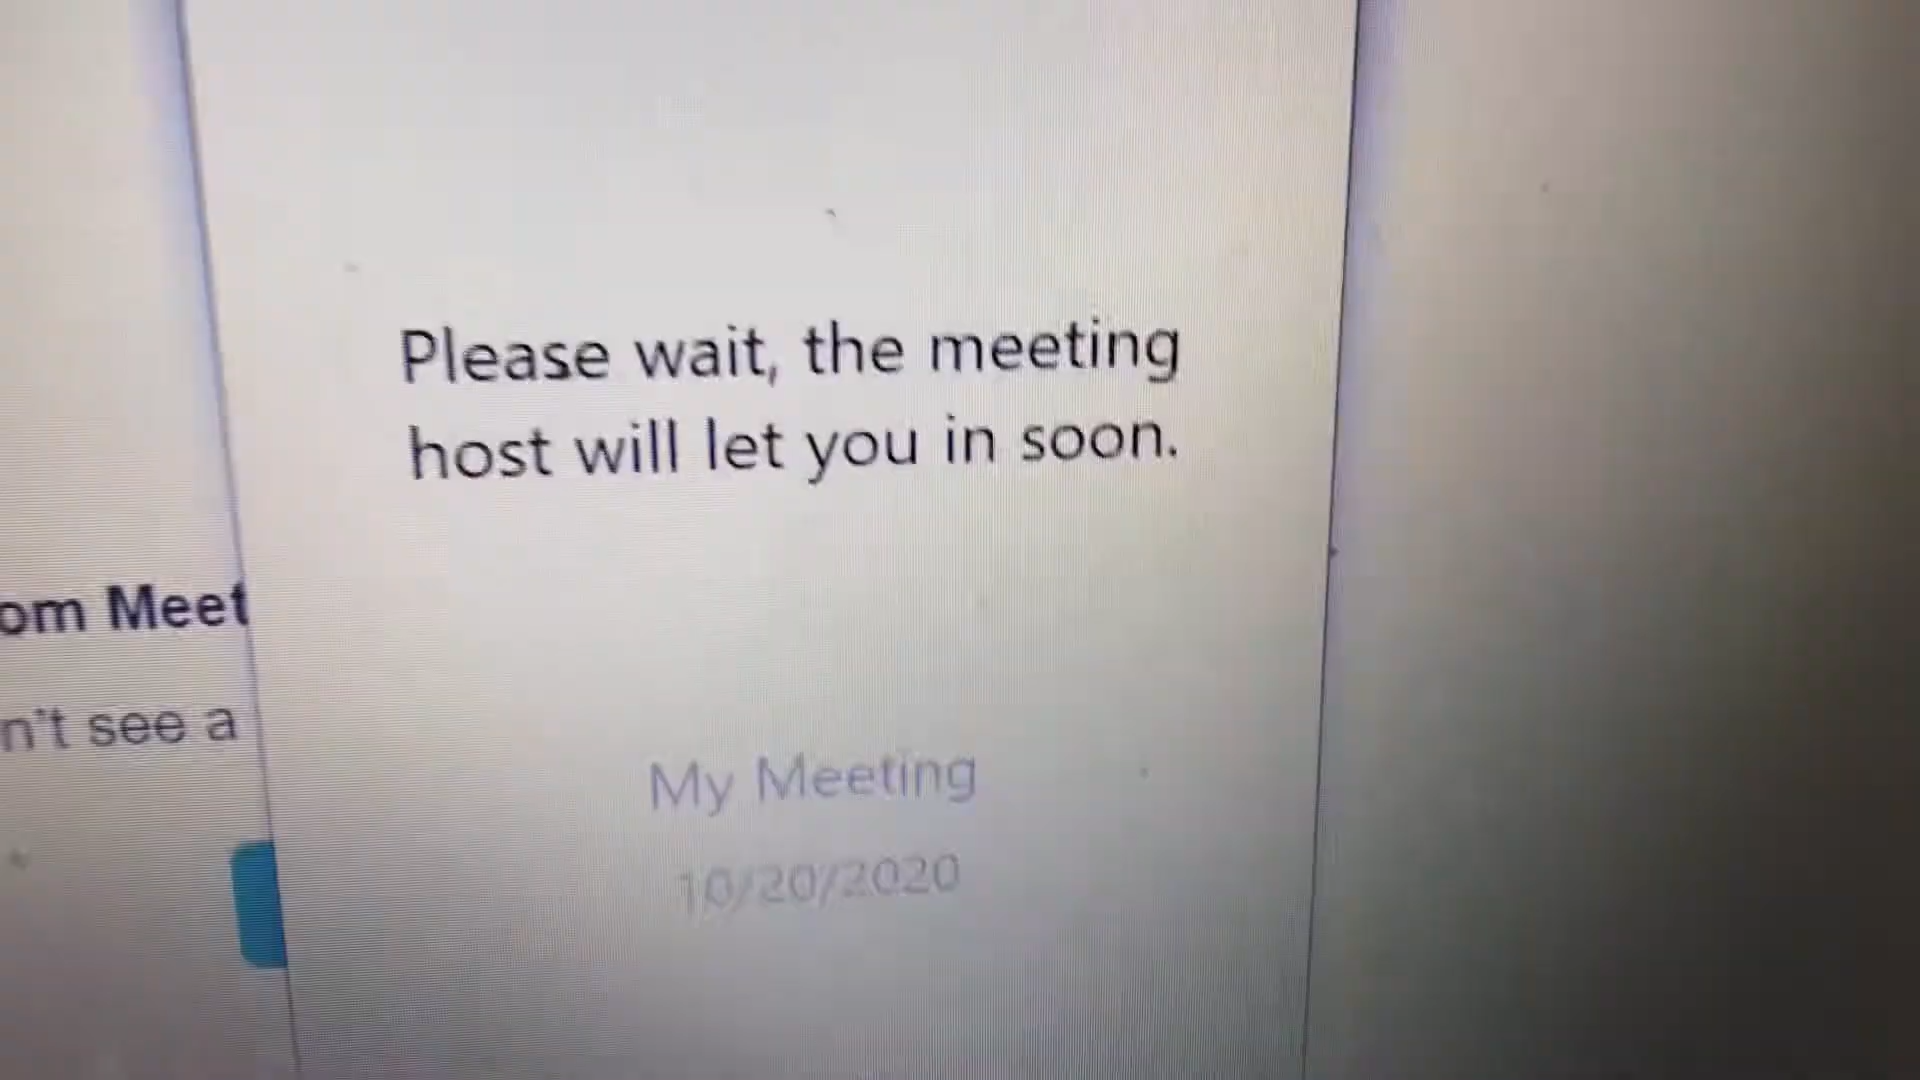 Please wait, the meeting
host will let you in soon.
om Meet
n't see a
My Meeting
10/20/2020